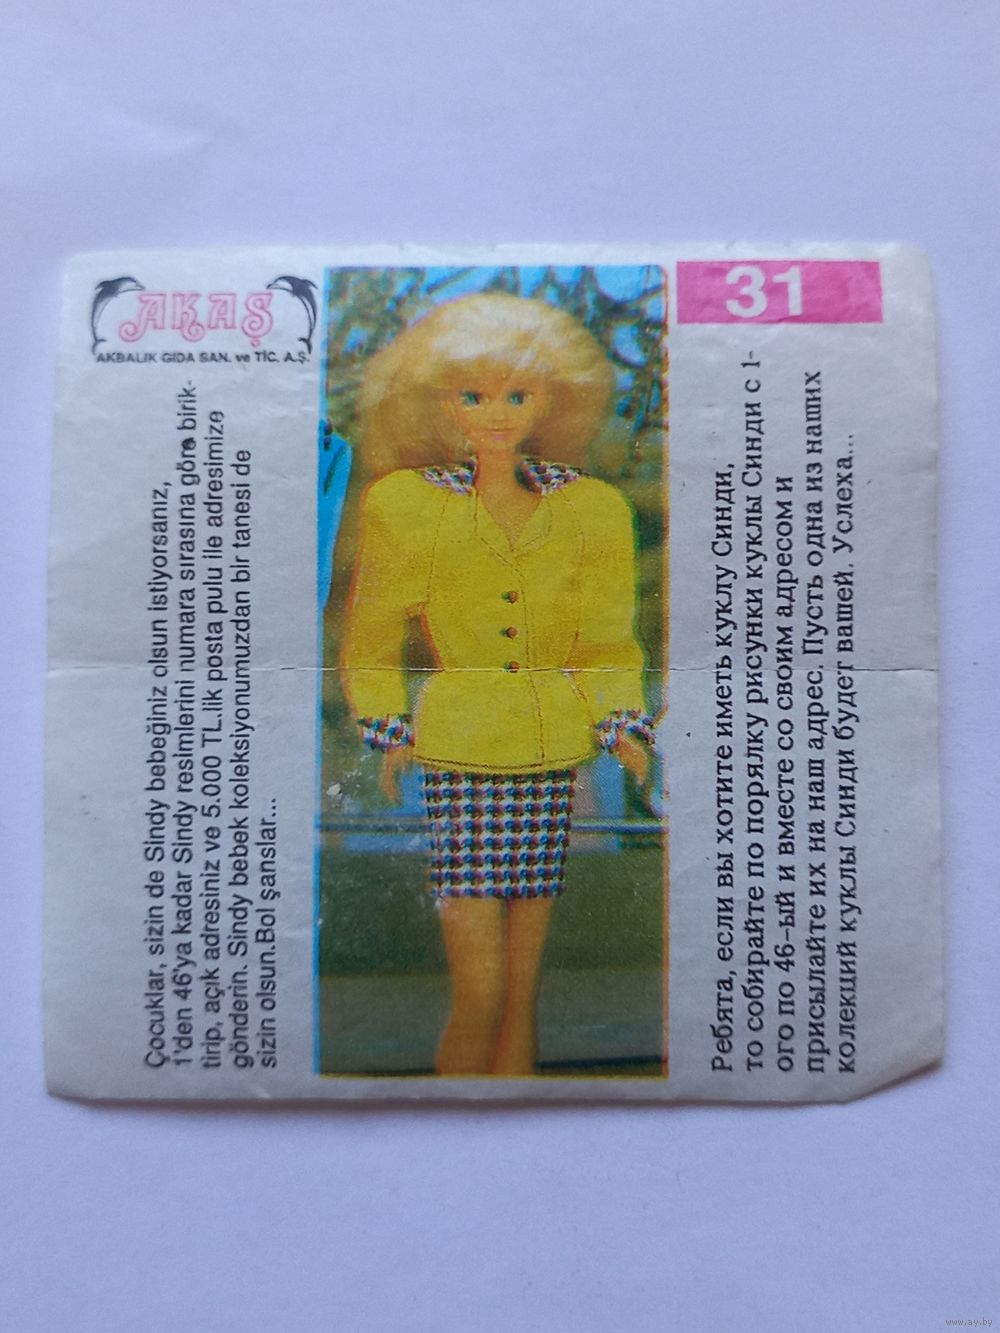 AKAŞ
AKBALIK GIDA SAN. ve TİC. A.Ş.
31
Çocuklar, sizin de Sindy bebeğiniz olsun istiyorsanız,
1'den 46'ya kadar Sindy resimlerini numara sırasına göre birik-
tirip, açık adresiniz ve 5.000 TL.lik posta pulu ile adresimize
gönderin. Sindy bebek koleksiyonumuzdan bir tanesi de
sizin olsun.Bol şanslar...
Ребята, если вы хотите иметь куклу Синди,
то собирайте по порялку рисунки куклы Синди с 1-
ого по 46-ый и вместе со своим адресом и
присылайте их на наш адрес. Пусть одна из наших
колекций куклы Синди будет вашей. Услеха...
www.ay.by